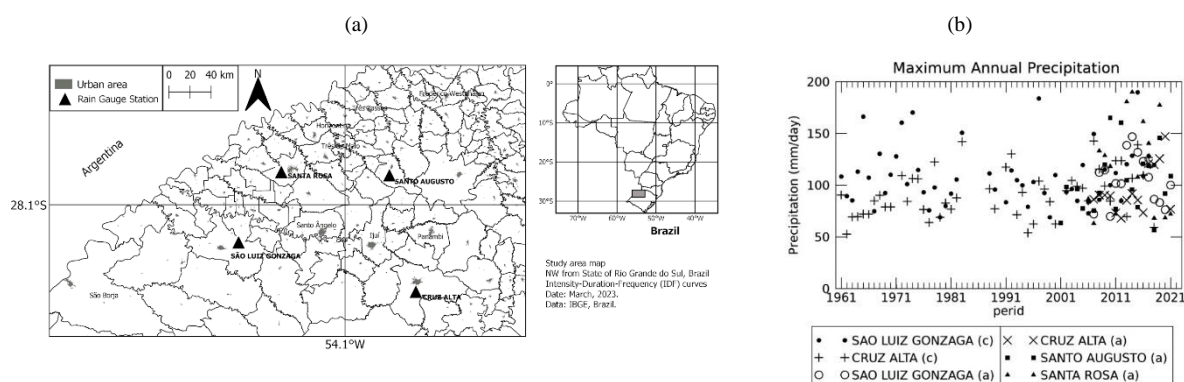 (a)
(b)
Urban area
Rain Gauge Station
0 20 40 km
N
Argentina
Frederico Westphalen
SANTA ROSA
SANTO AUGUSTO
28.1°S
Santo Ângelo
Ijuí
Panambi
SÃO LUIZ GONZAGA
São Borja
CRUZ ALTA
54.1°W
0°
10°S
20°S
30°S
70°W 60°W 50°W 40°W
Brazil
Study area map
NW from State of Rio Grande do Sul, Brazil
Intensity-Duration-Frequency (IDF) curves
Date: March, 2023.
Data: IBGE, Brazil.
Maximum Annual Precipitation
Precipitation (mm/day)
200
150
100
50
0
1961 1971 1981 1991 2001 2011 2021
perid
SAO LUIZ GONZAGA (c)
CRUZ ALTA (c)
SAO LUIZ GONZAGA (a)
CRUZ ALTA (a)
SANTO AUGUSTO (a)
SANTA ROSA (a)